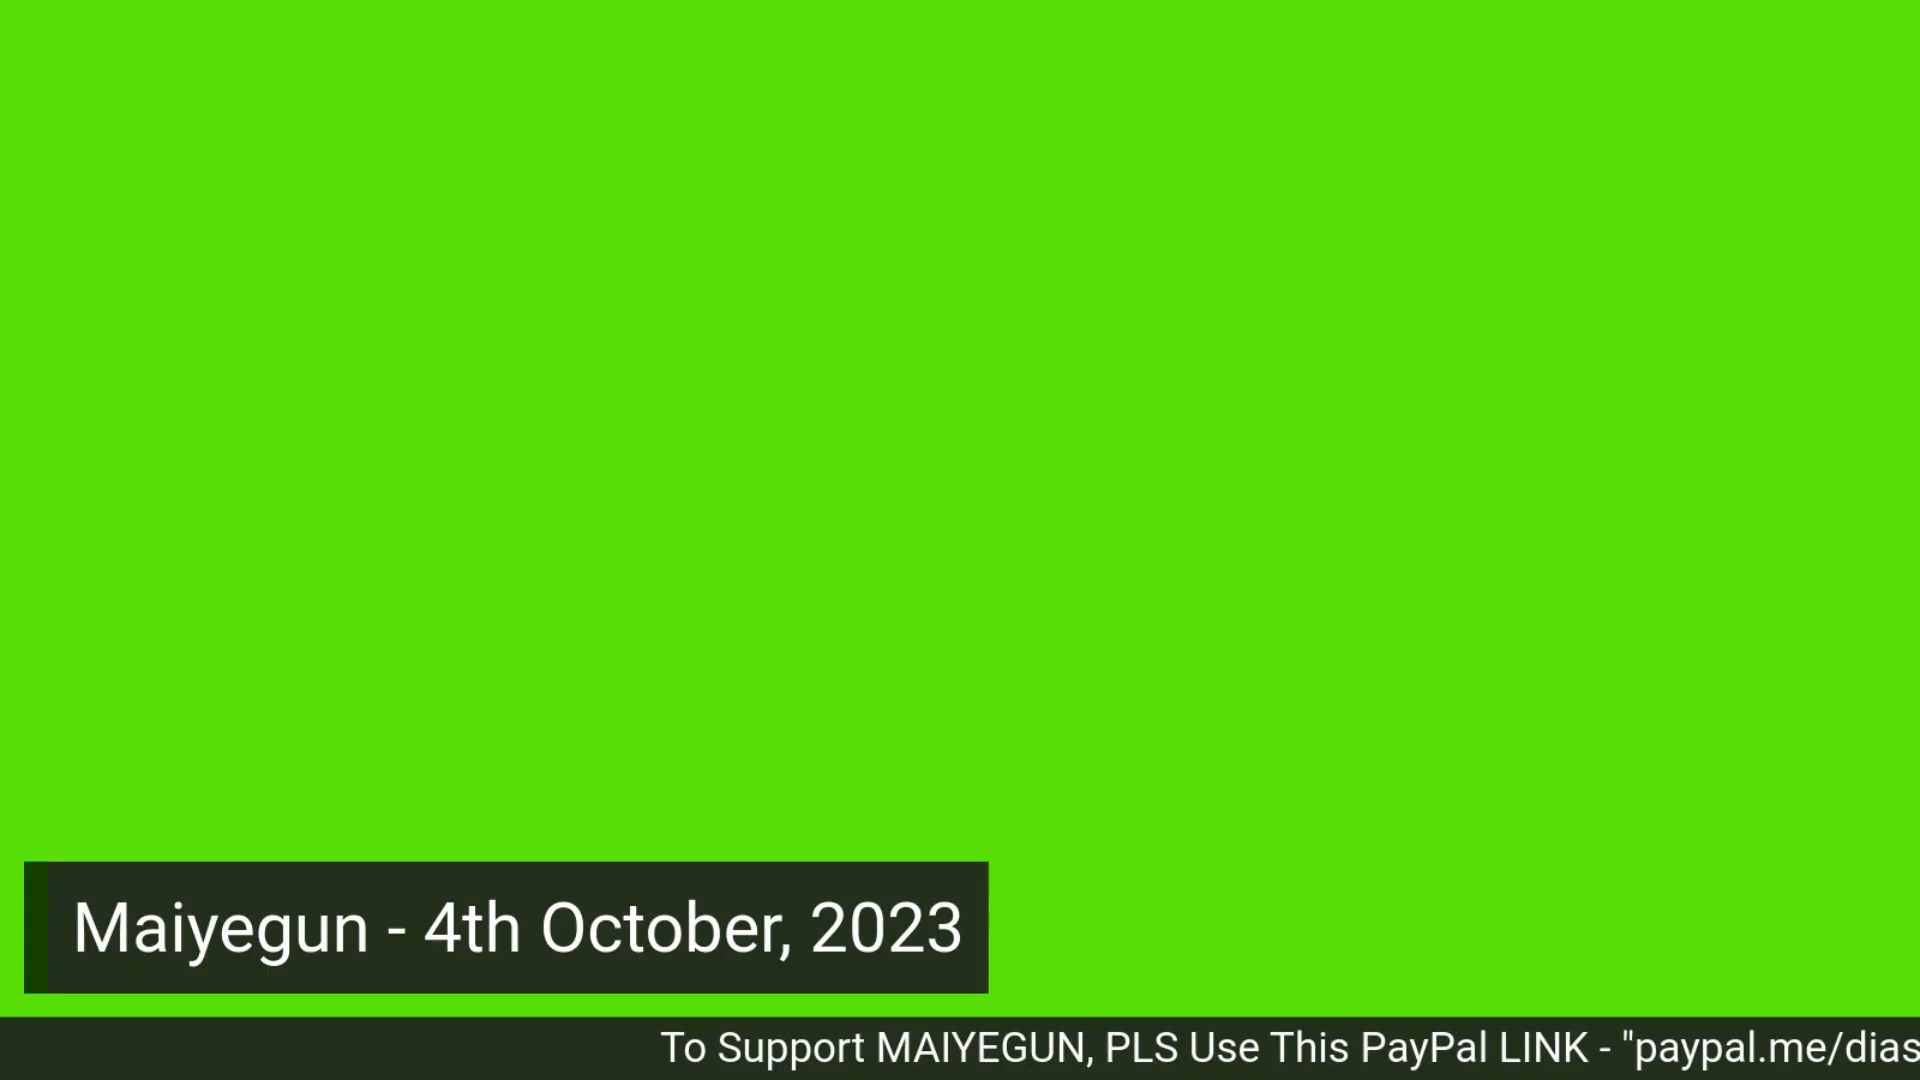 Maiyegun - 4th October, 2023
To Support MAIYEGUN, PLS Use This PayPal LINK - "paypal.me/dias